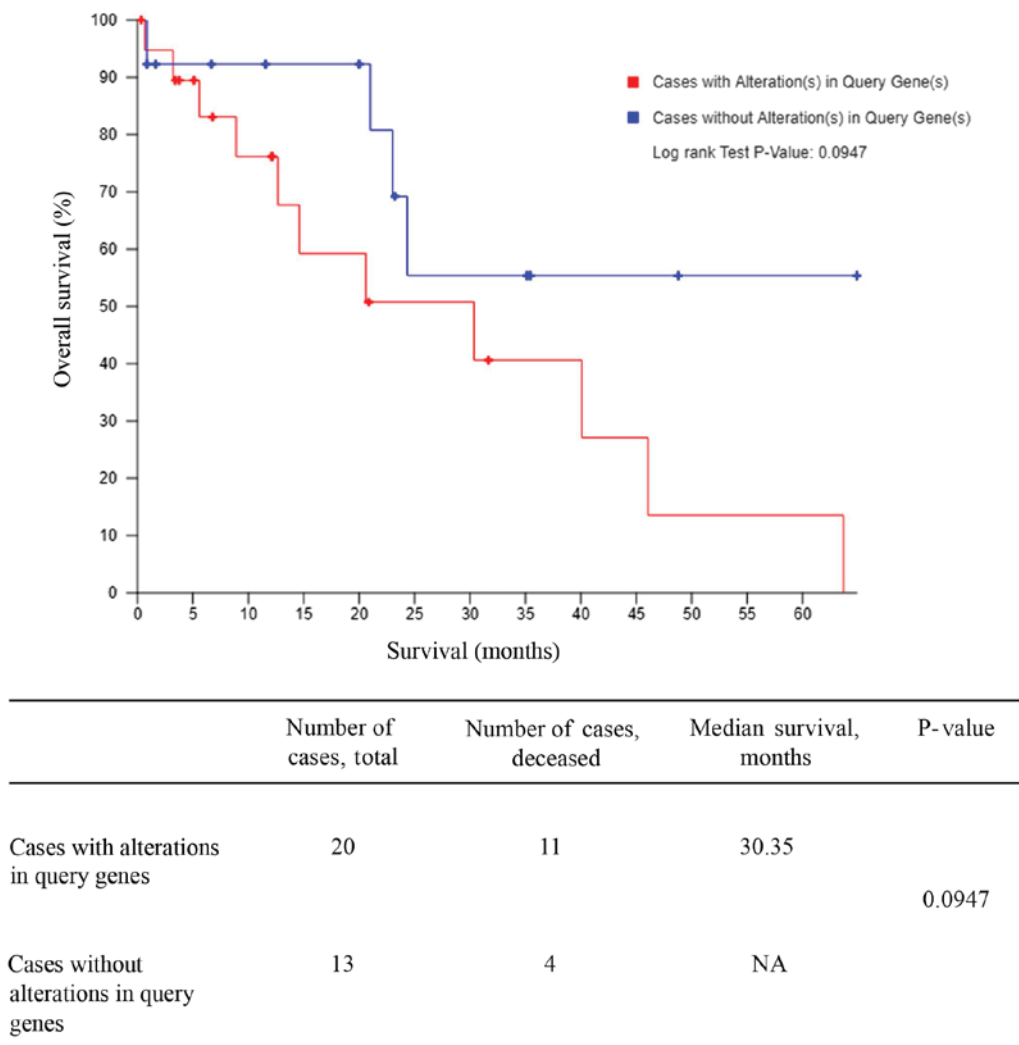 100
90
80
70
60
50
40
30
20
10
0
Overall survival (%)
Cases with Alteration(s) in Query Gene(s)
Cases without Alteration(s) in Query Gene(s)
Log rank Test P-Value: 0.0947
0 5 10 15 20 25 30 35 40 45 50 55 60
Survival (months)
Number of cases, total
Number of cases, deceased
Median survival, months
P-value
Cases with alterations
in query genes
20 11 30.35
0.0947
Cases without
alterations in query
genes
13 4 NA